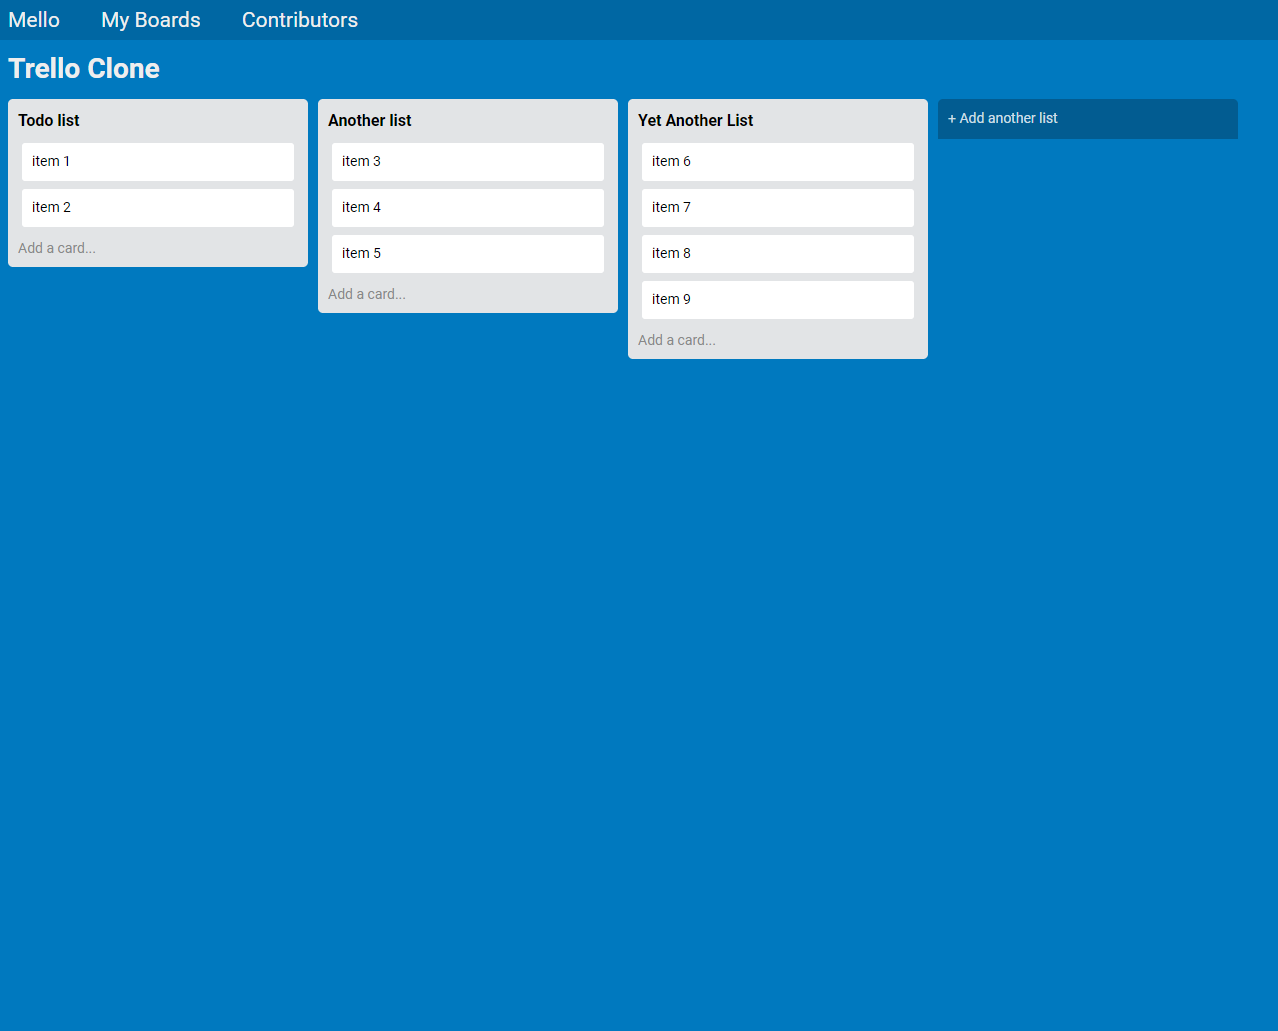 Mello My Boards Contributors
Trello Clone
Todo list
item 1
item 2
Add a card...
Another list
item 3
item 4
item 5
Add a card...
Yet Another List
item 6
item 7
item 8
item 9
Add a card...
+ Add another list